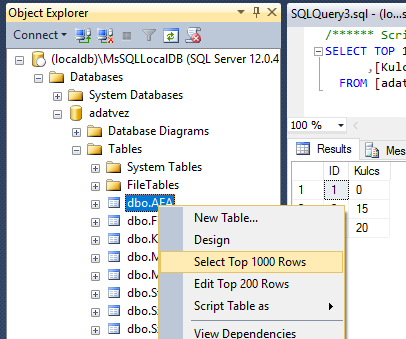 Object Explorer
Connect
(localdb)\MsSQLLocalDB (SQL Server 12.0.4
Databases
System Databases
adatvez
Database Diagrams
Tables
System Tables
FileTables
dbo.AFA
dbo.F
dbo.K
dbo.M
dbo.M
dbo.S
dbo.S
dbo.S
New Table...
Design
Select Top 1000 Rows
Edit Top 200 Rows
Script Table as
View Dependencies
SQLQuery3.sql - (lo...
/****** Scri
SELECT TOP 1
,[Kulc
FROM [adat
100 %
Results
Mes
ID Kulcs
1 1 0
15
20